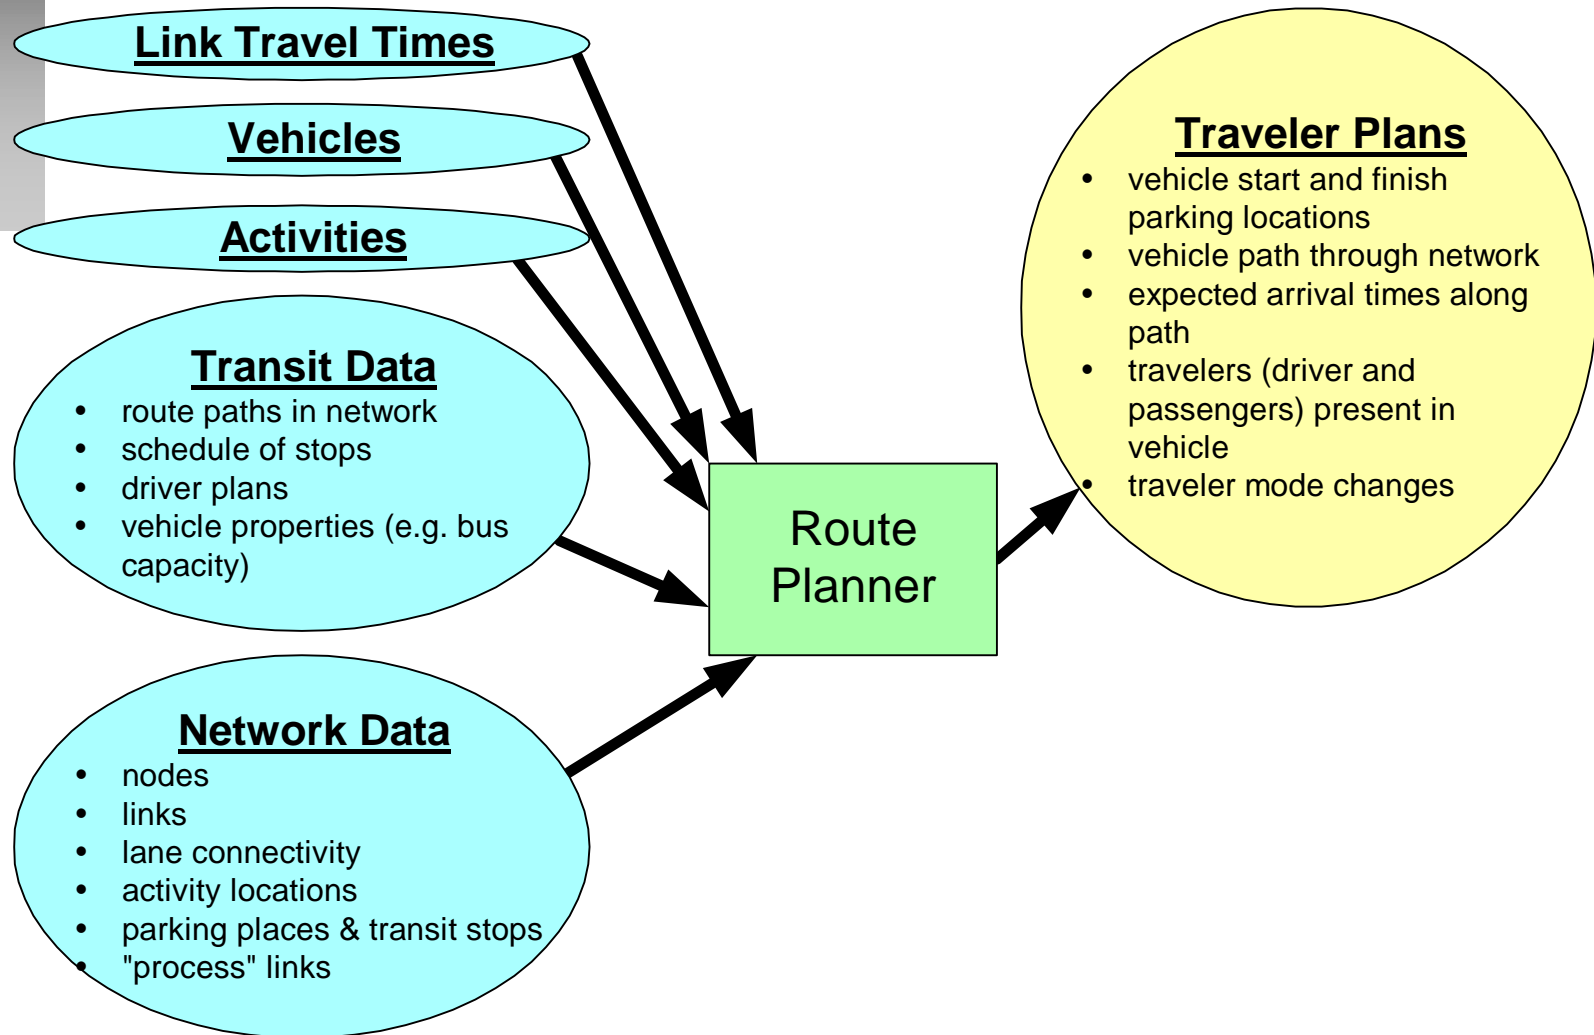 Link Travel Times
Vehicles
Activities
Transit Data
• route paths in network
• schedule of stops
• driver plans
• vehicle properties (e.g. bus
capacity)
Network Data
• nodes
• links
• lane connectivity
• activity locations
• parking places & transit stops
• "process" links
Route
Planner
Traveler Plans
• vehicle start and finish
parking locations
• vehicle path through network
• expected arrival times along
path
• travelers (driver and
passengers) present in
vehicle
• traveler mode changes